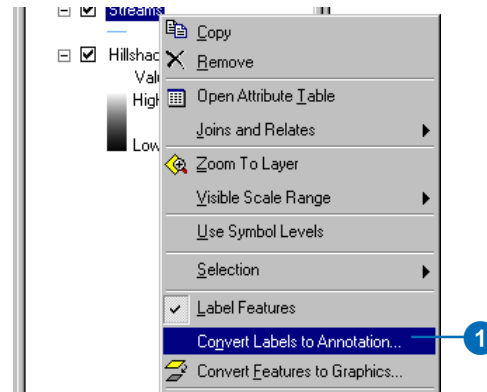 Streams
Copy
Hillshad
Remove
Valu
High
Open Attribute Table
Joins and Relates
Low
Zoom To Layer
Visible Scale Range
Use Symbol Levels
Selection
Label Features
Convert Labels to Annotation...
1
Convert Features to Graphics...